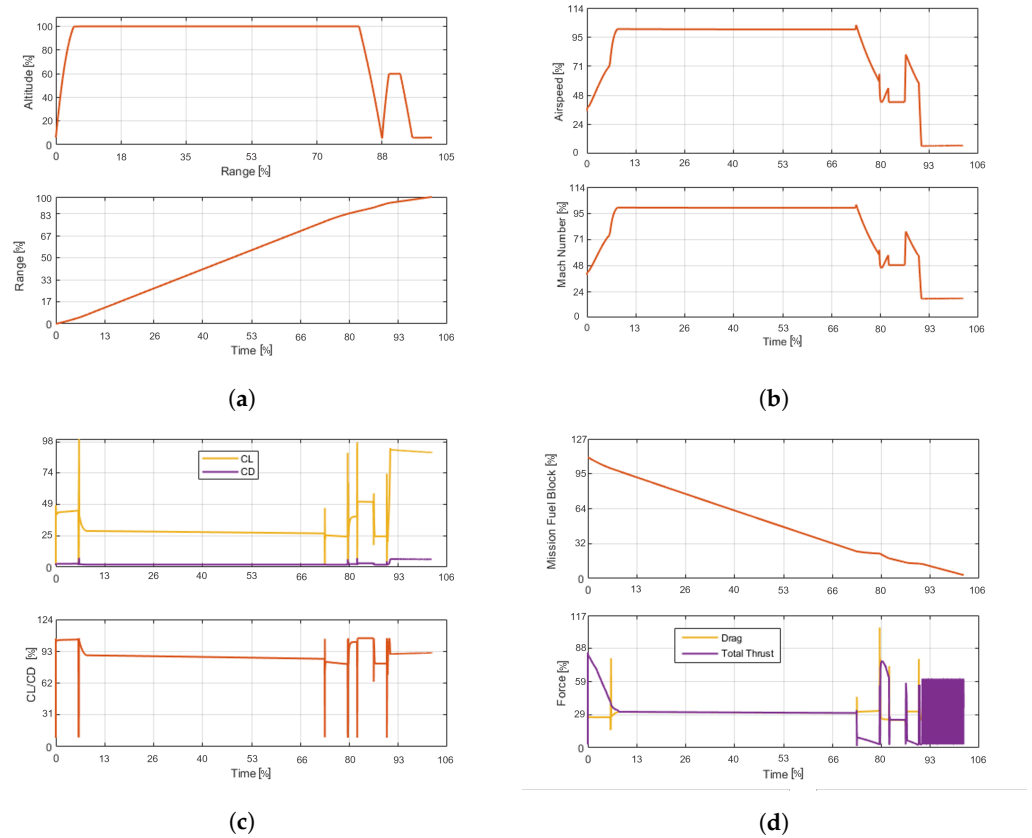 Altitude [%]
100
80
60
40
20
0
0 18 35 53 70 88 105
Range [%]
Range [%]
100
83
67
50
33
17
0
0 13 26 40 53 66 80 93 106
Time [%]
(a)
Airspeed [%]
114
95
71
48
24
0
0 13 26 40 53 66 80 93 106
Mach Number [%]
114
95
71
48
24
0
0 13 26 40 53 66 80 93 106
Time [%]
(b)
98
74
49
25
0
CL
CD
0 13 26 40 53 66 80 93 106
CL/CD [%]
124
93
62
31
0
0 13 26 40 53 66 80 93 106
Time [%]
(c)
Mission Fuel Block [%]
127
95
64
32
0
0 13 26 40 53 66 80 93 106
Force [%]
117
88
59
29
0
Drag
Total Thrust
0 13 26 40 53 66 80 93 106
Time [%]
(d)